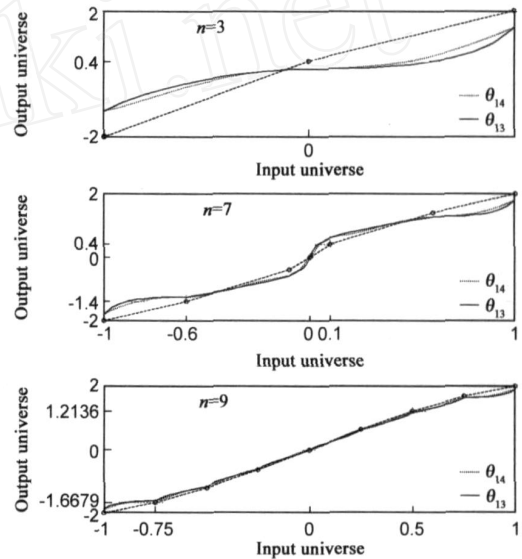 n=3
2
0.4
-2
0
Output universe
Input universe
θ14
θ13
n=7
2
0.4
0
-1.4
-2
-1
-0.6
0 0.1
1
Output universe
Input universe
θ14
θ13
n=9
2
1.2136
0
-1.6679
-2
-1
-0.75
0
0.5
1
Output universe
Input universe
θ14
θ13